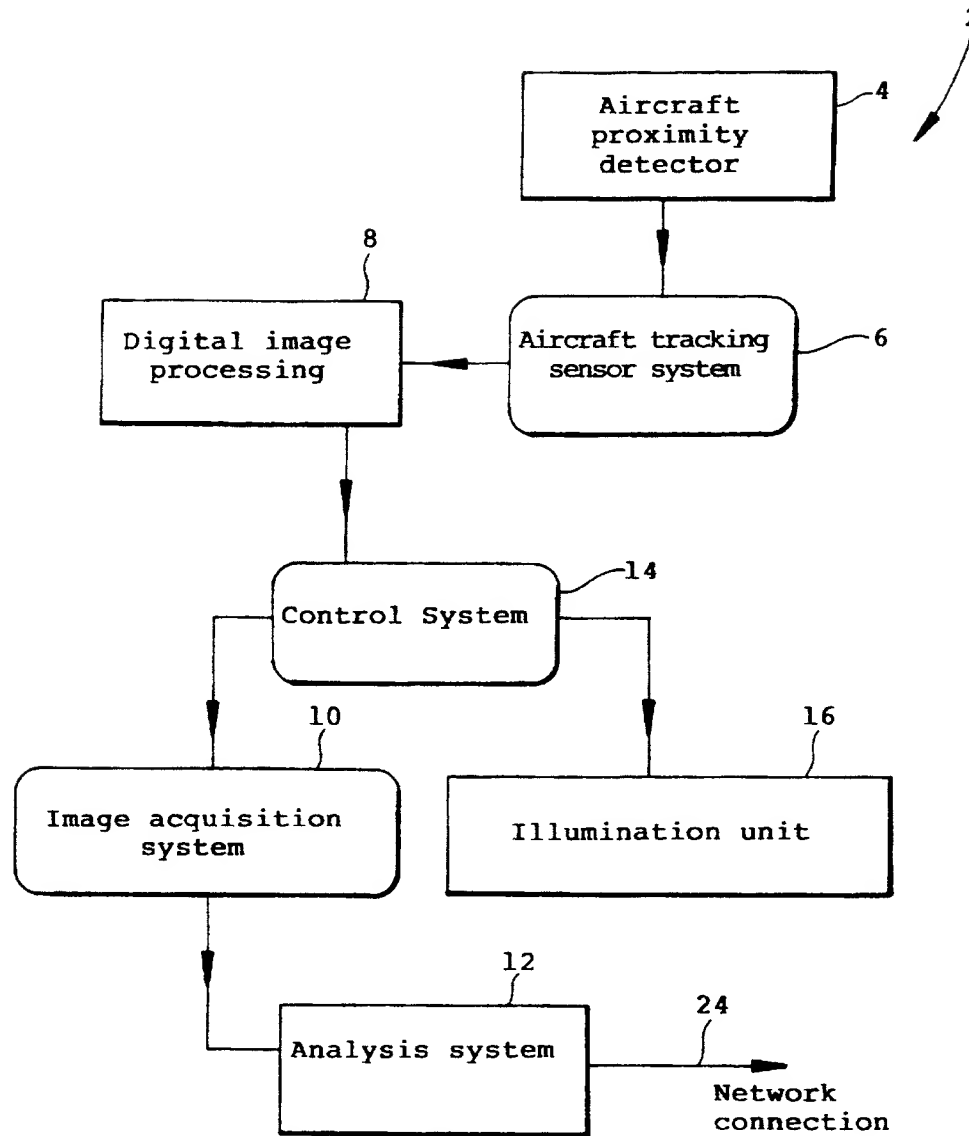 2
Aircraft
proximity
detector
4
8
Digital image
processing
Aircraft tracking
sensor system
6
Control System
14
10
Image acquisition
system
16
Illumination unit
12
Analysis system
24
Network
connection